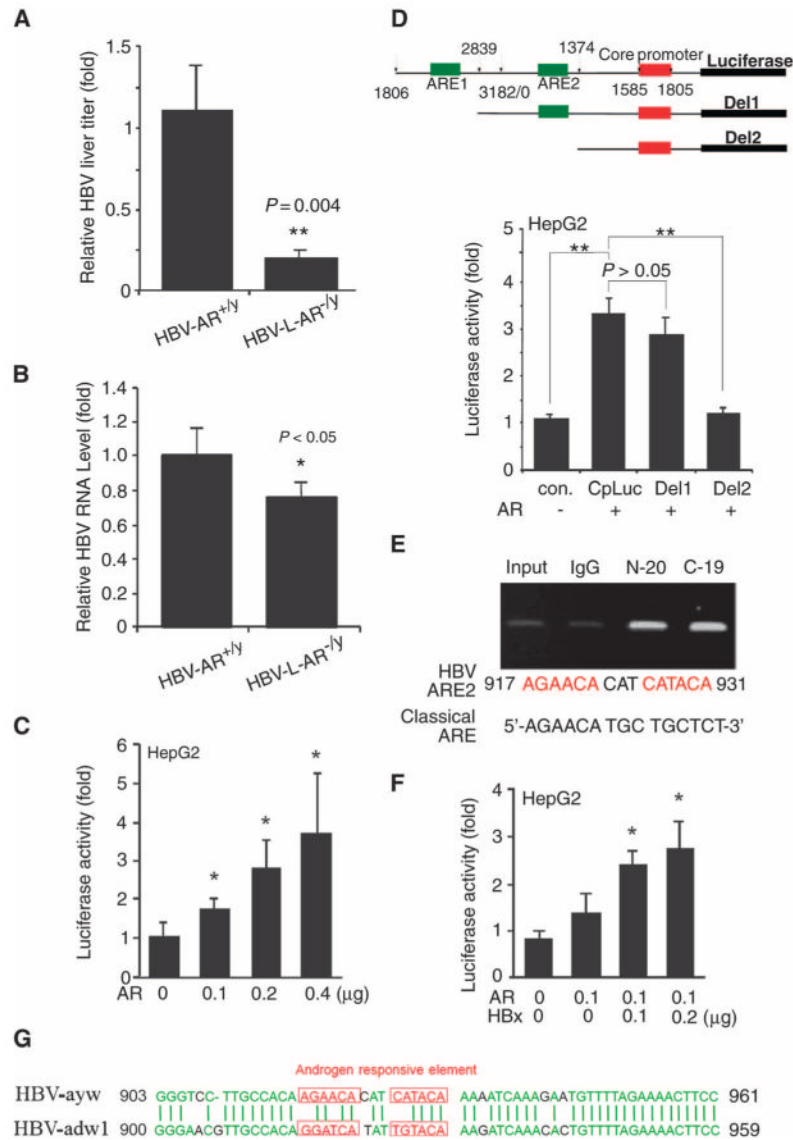 A
Relative HBV liver titer (fold)
1.5
1.25
1
0.75
0.5
0.25
0
P = 0.004
**
HBV-AR+/y
HBV-L-AR-/y
B
Relative HBV RNA Level (fold)
1.4
1.2
1.0
0.8
0.6
0.4
0.2
0
P < 0.05
*
HBV-AR+/y
HBV-L-AR-/y
C
HepG2
Luciferase activity (fold)
6
5
4
3
2
1
0
*
*
*
AR 0 0.1 0.2 0.4 (μg)
D
2839 1374 Core promoter Luciferase
1806 ARE1 3182/0 ARE2 1585 1805 Del1
Del2
HepG2
Luciferase activity (fold)
5
4
3
2
1
0
**
**
P > 0.05
con. CpLuc Del1 Del2
AR - + + +
E
Input IgG N-20 C-19
HBV ARE2 917 AGAACA CAT CATACA 931
Classical ARE 5'-AGAACA TGC TGCTCT-3'
F
HepG2
Luciferase activity (fold)
4
3
2
1
0
*
*
AR 0 0.1 0.1 0.1
HBx 0 0 0.1 0.2 (μg)
G
Androgen responsive element
HBV-ayw 903 GGGTCC-TTGCCACA AGAACA CAT CATACA AAAATCAAAGAATGTTTTAGAAAACTTCC 961
HBV-adw1 900 GGGAACGTTGCCACA GGATCA TAT TGTACA AAGATCAAACACTGTTTTAGAAAACTTCC 959